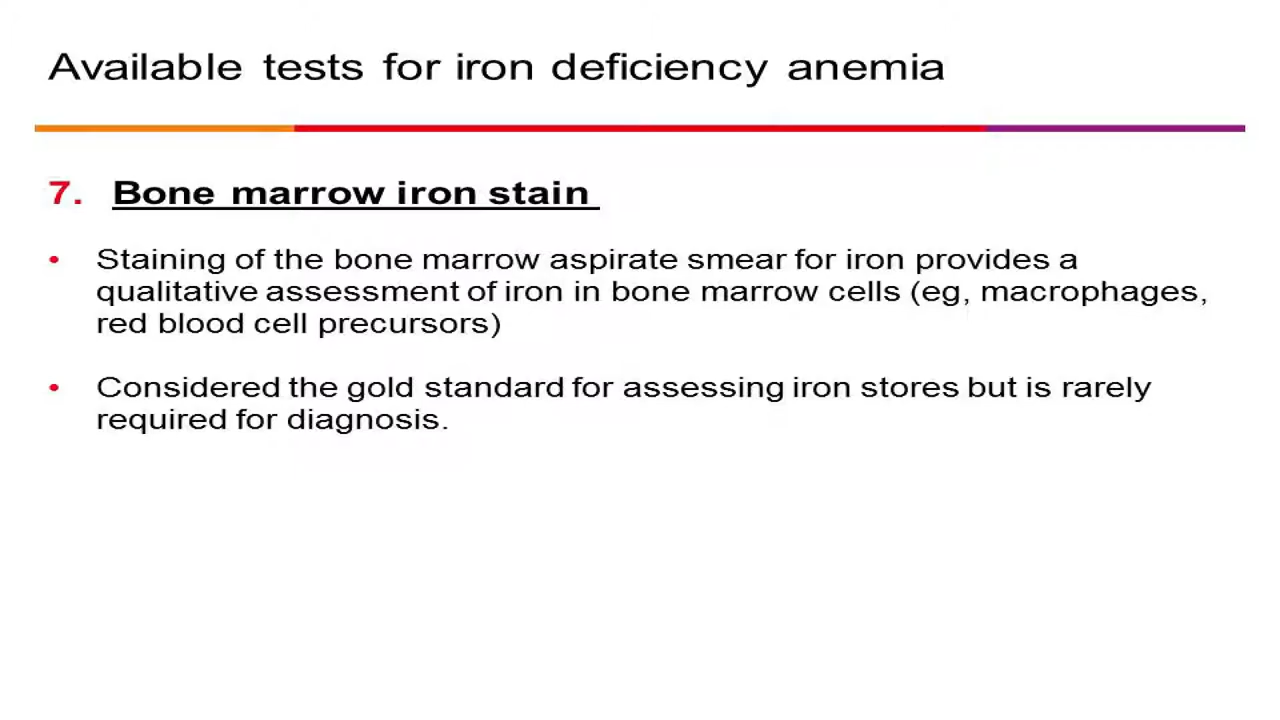 Available tests for iron deficiency anemia
7. Bone marrow iron stain
• Staining of the bone marrow aspirate smear for iron provides a
qualitative assessment of iron in bone marrow cells (eg, macrophages,
red blood cell precursors)
• Considered the gold standard for assessing iron stores but is rarely
required for diagnosis.